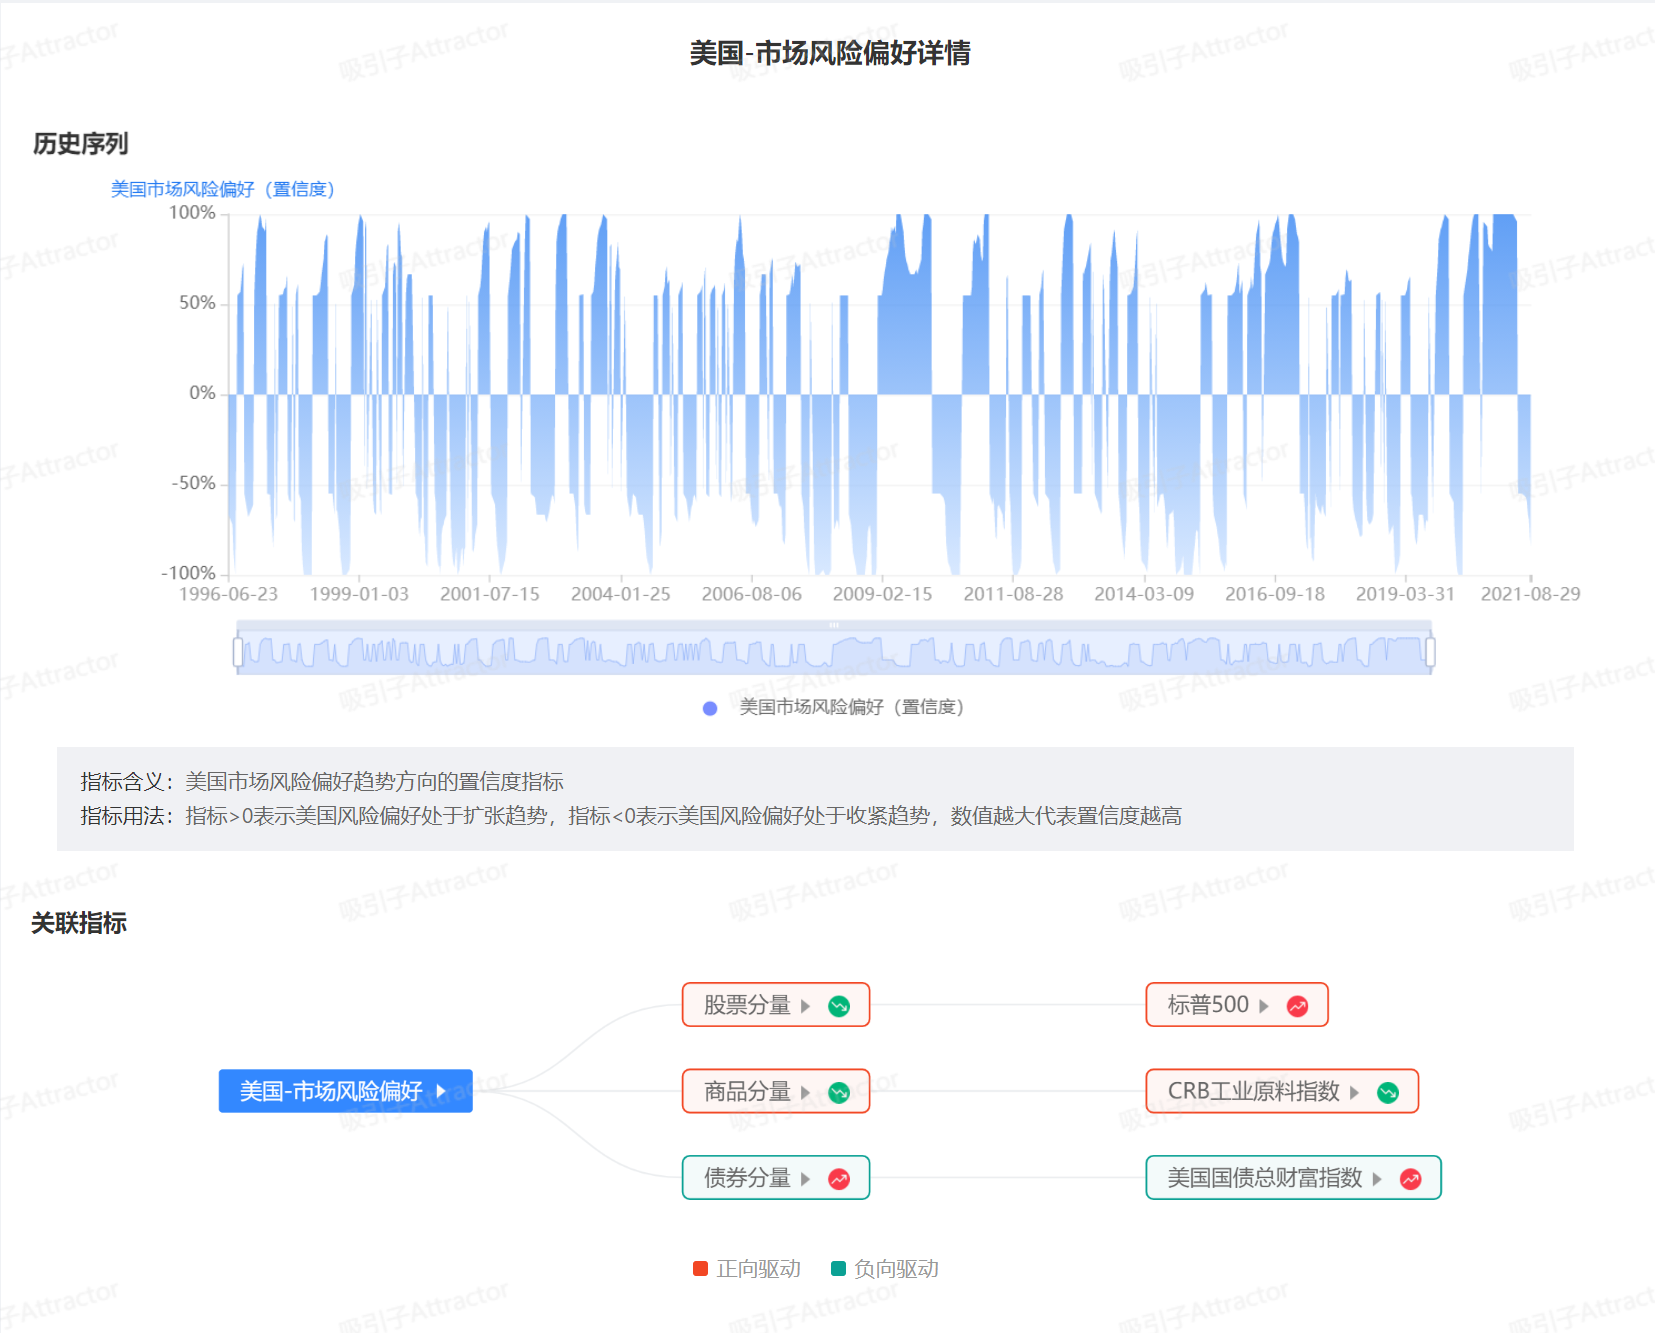 美国-市场风险偏好详情
历史序列
美国市场风险偏好（置信度）
100%
50%
0%
-50%
-100%
1996-06-23 1999-01-03 2001-07-15 2004-01-25 2006-08-06 2009-02-15 2011-08-28 2014-03-09 2016-09-18 2019-03-31 2021-08-29
美国市场风险偏好（置信度）
指标含义：美国市场风险偏好趋势方向的置信度指标
指标用法：指标>0表示美国风险偏好处于扩张趋势，指标<0表示美国风险偏好处于收紧趋势，数值越大代表置信度越高
关联指标
股票分量 标普500
美国-市场风险偏好 商品分量 CRB工业原料指数
债券分量 美国国债总财富指数
正向驱动 负向驱动
吸引子Attractor